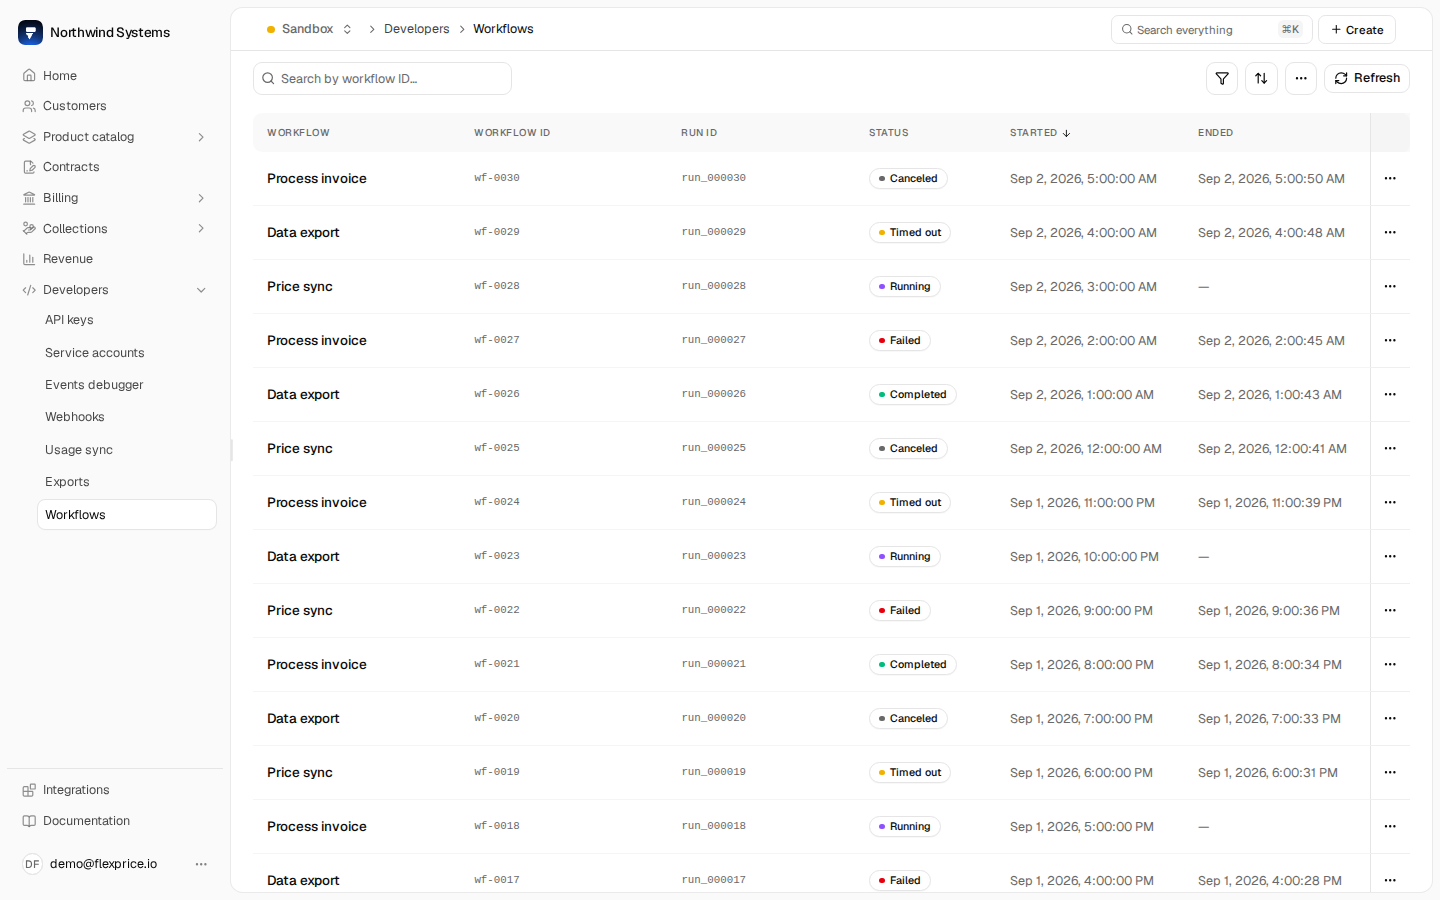 Northwind Systems
Home
Customers
Product catalog
Contracts
Billing
Collections
Revenue
Developers
API keys
Service accounts
Events debugger
Webhooks
Usage sync
Exports
Workflows
Integrations
Documentation
DF demo@flexprice.io
Sandbox Developers Workflows
Search everything ⌘K
Create
Search by workflow ID...
Refresh
WORKFLOW WORKFLOW ID RUN ID STATUS STARTED ENDED
Process invoice wf-0030 run_000030 Canceled Sep 2, 2026, 5:00:00 AM Sep 2, 2026, 5:00:50 AM
Data export wf-0029 run_000029 Timed out Sep 2, 2026, 4:00:00 AM Sep 2, 2026, 4:00:48 AM
Price sync wf-0028 run_000028 Running Sep 2, 2026, 3:00:00 AM —
Process invoice wf-0027 run_000027 Failed Sep 2, 2026, 2:00:00 AM Sep 2, 2026, 2:00:45 AM
Data export wf-0026 run_000026 Completed Sep 2, 2026, 1:00:00 AM Sep 2, 2026, 1:00:43 AM
Price sync wf-0025 run_000025 Canceled Sep 2, 2026, 12:00:00 AM Sep 2, 2026, 12:00:41 AM
Process invoice wf-0024 run_000024 Timed out Sep 1, 2026, 11:00:00 PM Sep 1, 2026, 11:00:39 PM
Data export wf-0023 run_000023 Running Sep 1, 2026, 10:00:00 PM —
Price sync wf-0022 run_000022 Failed Sep 1, 2026, 9:00:00 PM Sep 1, 2026, 9:00:36 PM
Process invoice wf-0021 run_000021 Completed Sep 1, 2026, 8:00:00 PM Sep 1, 2026, 8:00:34 PM
Data export wf-0020 run_000020 Canceled Sep 1, 2026, 7:00:00 PM Sep 1, 2026, 7:00:33 PM
Price sync wf-0019 run_000019 Timed out Sep 1, 2026, 6:00:00 PM Sep 1, 2026, 6:00:31 PM
Process invoice wf-0018 run_000018 Running Sep 1, 2026, 5:00:00 PM —
Data export wf-0017 run_000017 Failed Sep 1, 2026, 4:00:00 PM Sep 1, 2026, 4:00:28 PM